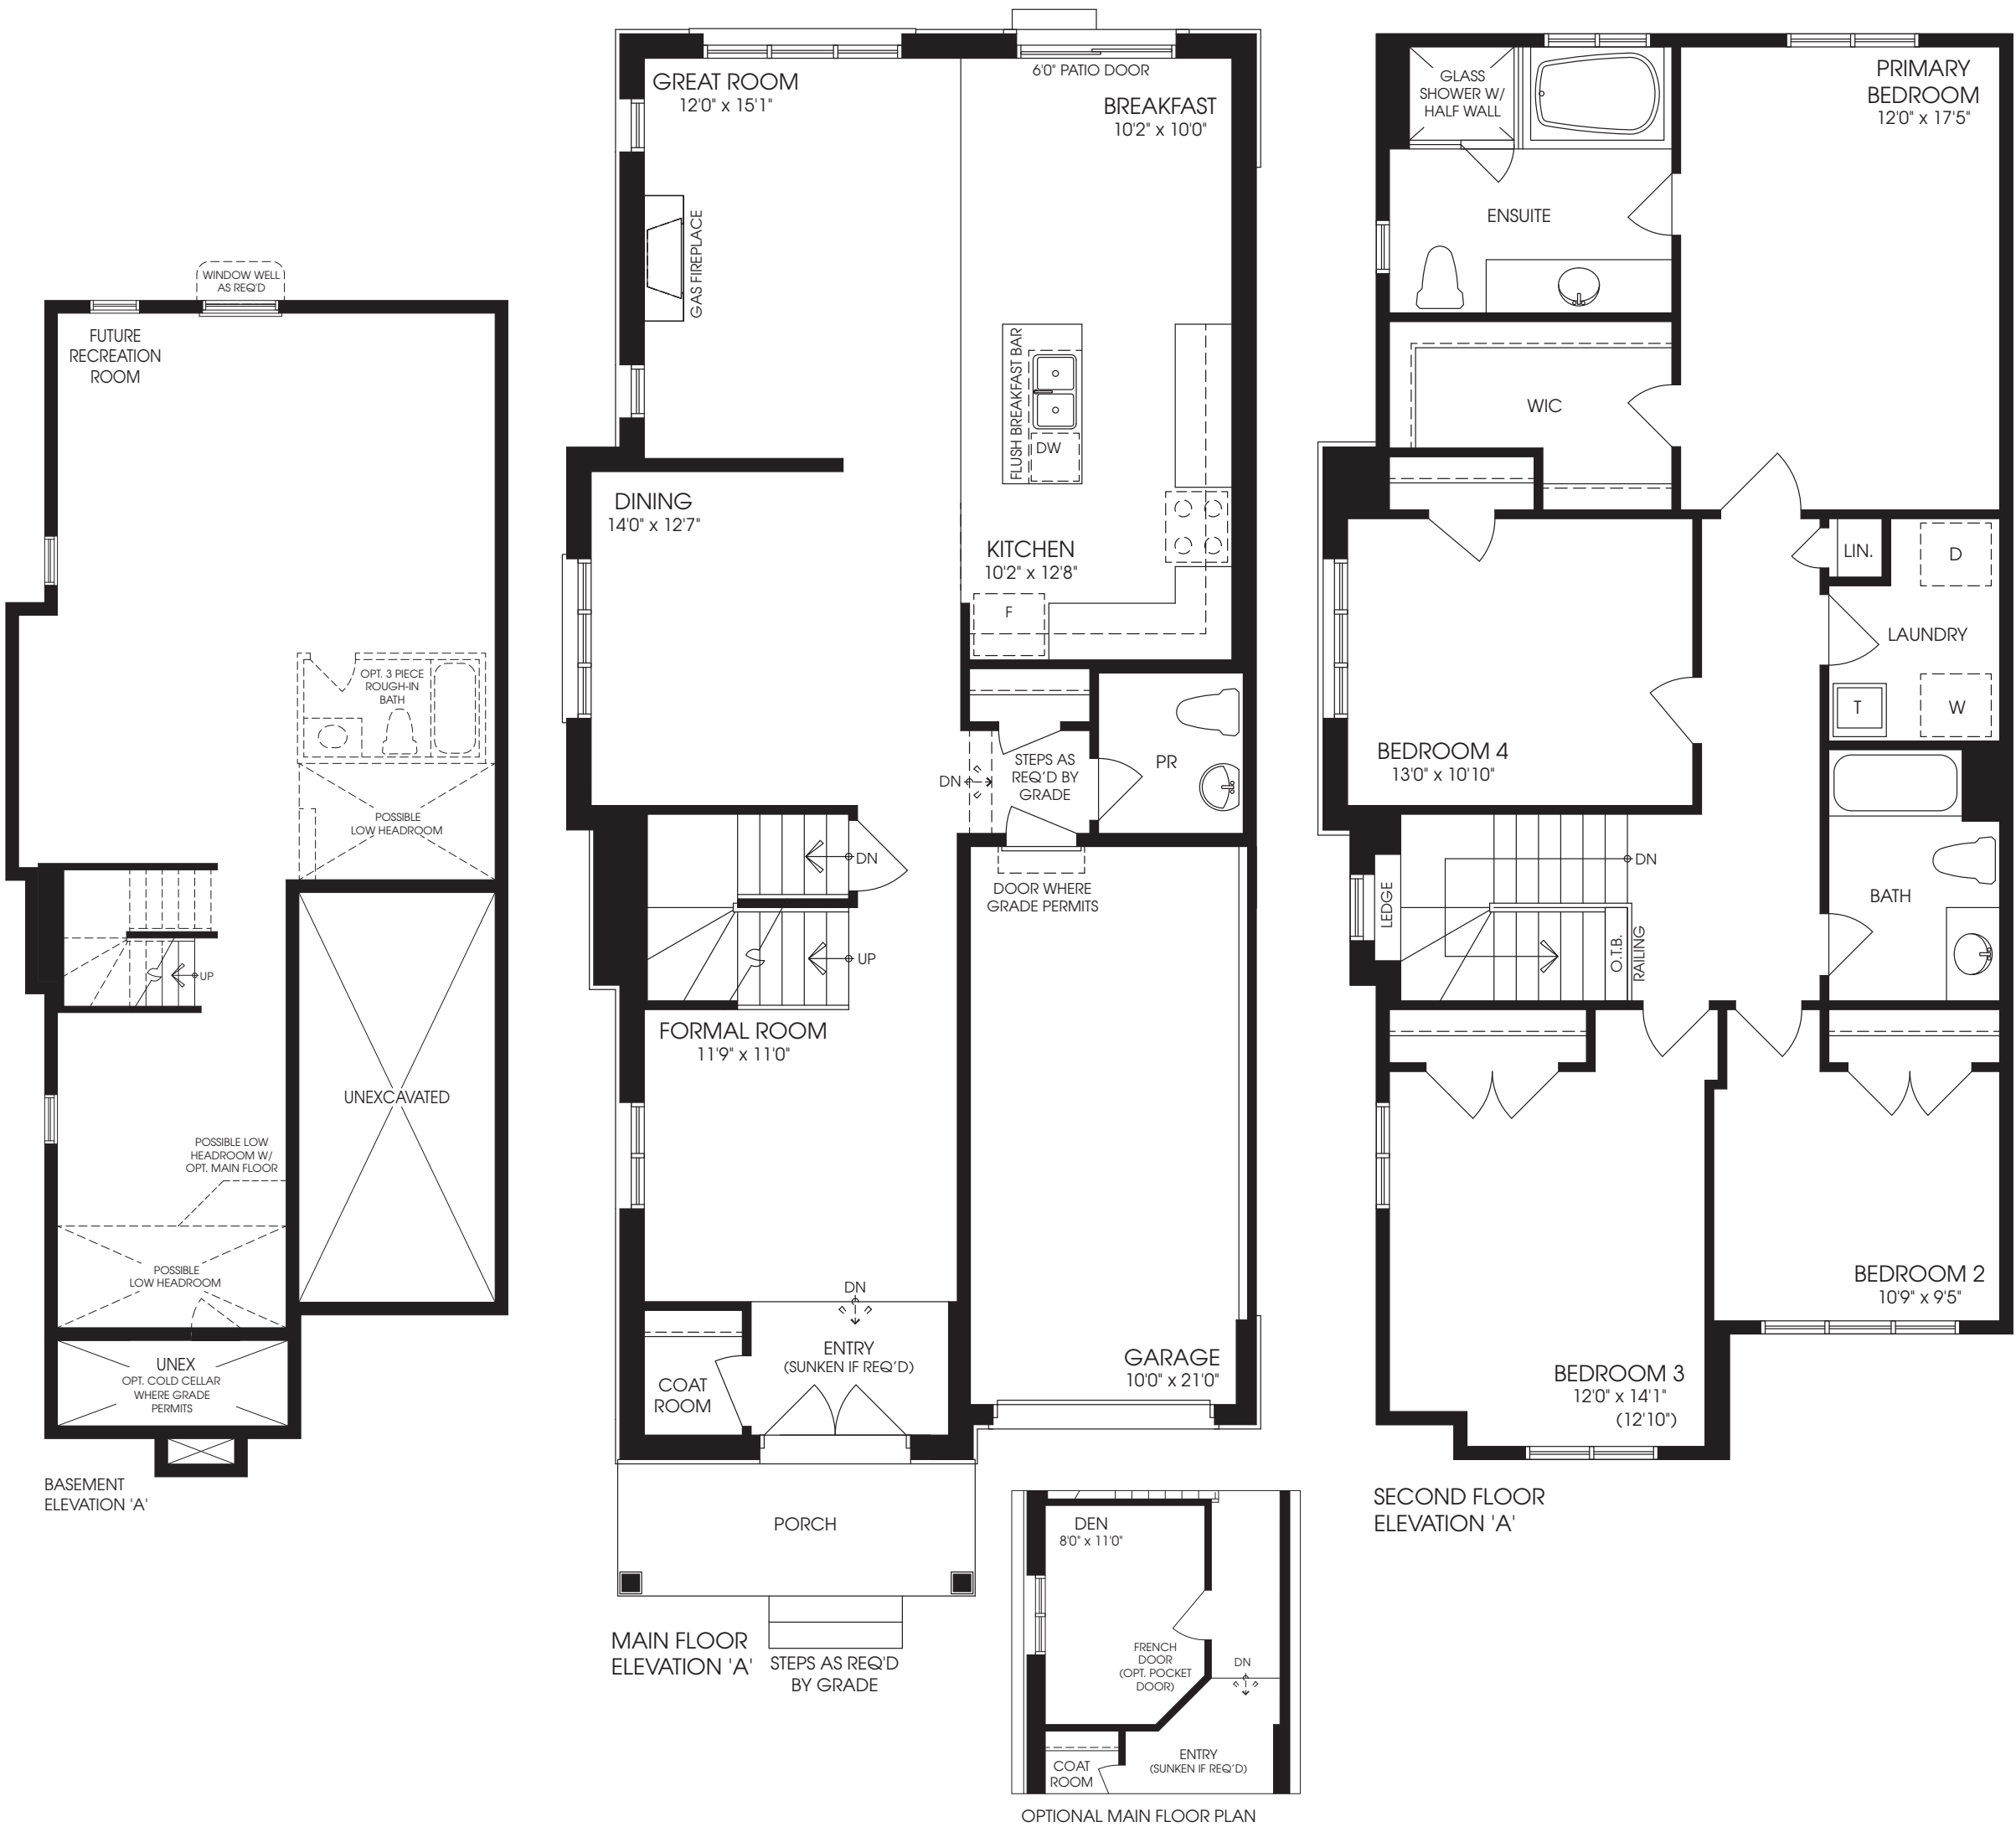 WINDOW WELL
AS REQ'D
FUTURE
RECREATION
ROOM
OPT. 3 PIECE
ROUGH-IN
BATH
POSSIBLE
LOW HEADROOM
UP
UNEXCAVATED
POSSIBLE LOW
HEADROOM W/
OPT. MAIN FLOOR
POSSIBLE
LOW HEADROOM
UNEX
OPT. COLD CELLAR
WHERE GRADE
PERMITS
BASEMENT
ELEVATION 'A'
GREAT ROOM
12'0" x 15'1"
6'0" PATIO DOOR
BREAKFAST
10'2" x 10'0"
GAS FIREPLACE
FLUSH BREAKFAST BAR
DW
DINING
14'0" x 12'7"
KITCHEN
10'2" x 12'8"
F
DN
STEPS AS
REQ'D BY
GRADE
PR
DN
DOOR WHERE
GRADE PERMITS
UP
FORMAL ROOM
11'9" x 11'0"
DN
ENTRY
(SUNKEN IF REQ'D)
COAT
ROOM
GARAGE
10'0" x 21'0"
PORCH
MAIN FLOOR
ELEVATION 'A'
STEPS AS REQ'D
BY GRADE
DEN
8'0" x 11'0"
FRENCH
DOOR
(OPT. POCKET
DOOR)
DN
ENTRY
(SUNKEN IF REQ'D)
COAT
ROOM
OPTIONAL MAIN FLOOR PLAN
GLASS
SHOWER W/
HALF WALL
PRIMARY
BEDROOM
12'0" x 17'5"
ENSUITE
WIC
LIN.
D
LAUNDRY
T
W
BEDROOM 4
13'0" x 10'10"
DN
LEDGE
O.T.B.
RAILING
BATH
BEDROOM 2
10'9" x 9'5"
BEDROOM 3
12'0" x 14'1"
(12'10")
SECOND FLOOR
ELEVATION 'A'